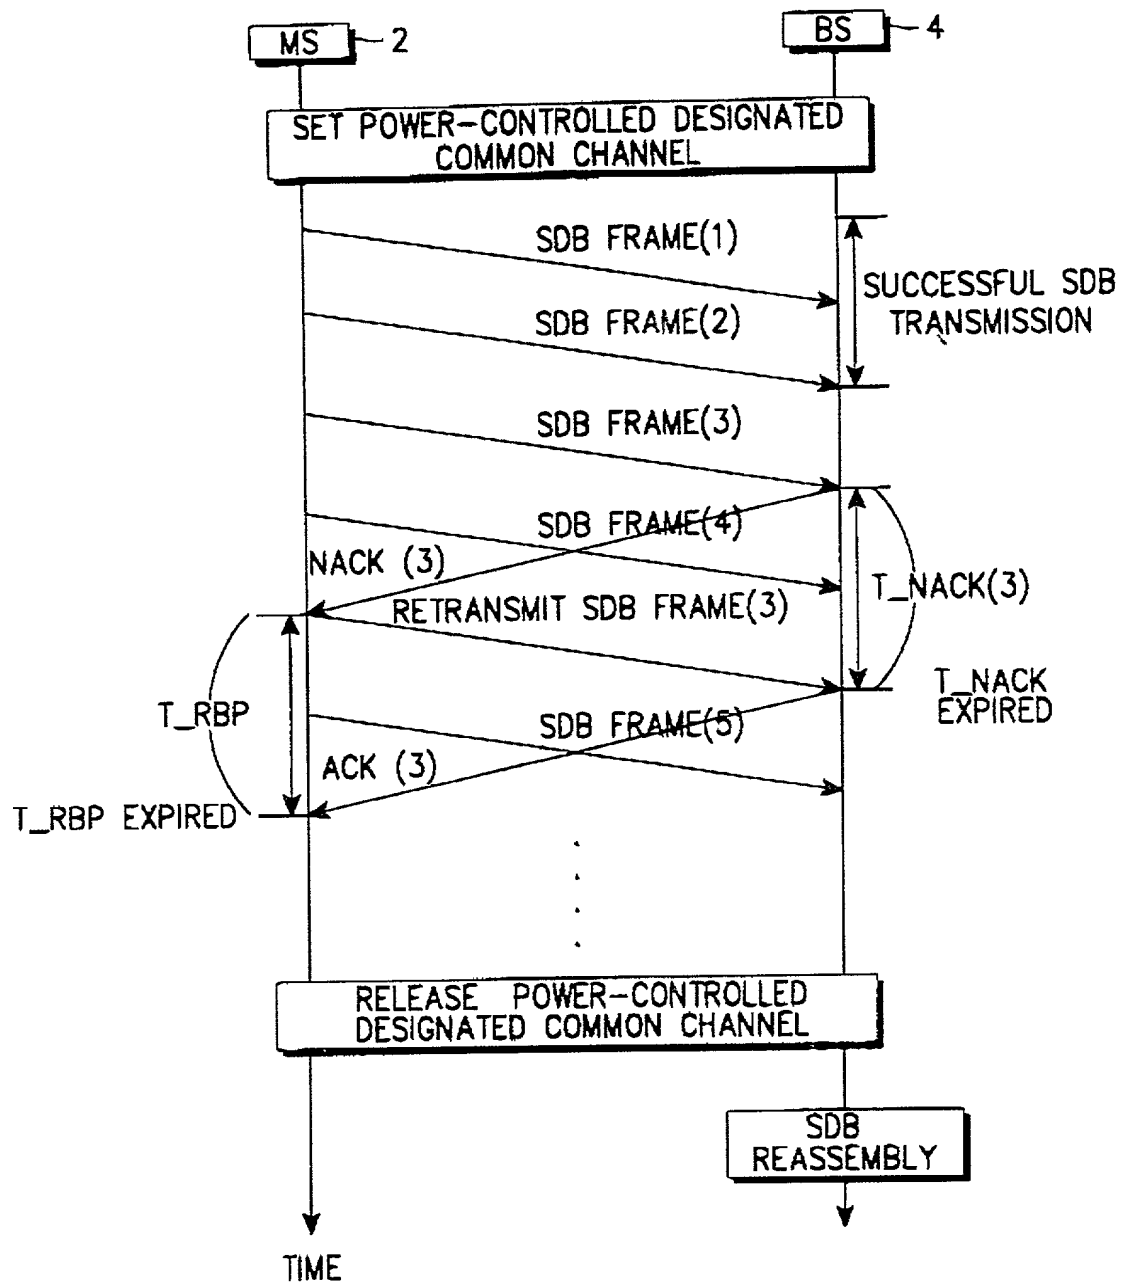 MS 2
BS 4
SET POWER-CONTROLLED DESIGNATED
COMMON CHANNEL
SDB FRAME(1)
SUCCESSFUL SDB
TRANSMISSION
SDB FRAME(2)
SDB FRAME(3)
SDB FRAME(4)
NACK (3)
T_NACK(3)
RETRANSMIT SDB FRAME(3)
T_NACK
EXPIRED
T_RBP
SDB FRAME(5)
ACK (3)
T_RBP EXPIRED
RELEASE POWER-CONTROLLED
DESIGNATED COMMON CHANNEL
SDB
REASSEMBLY
TIME